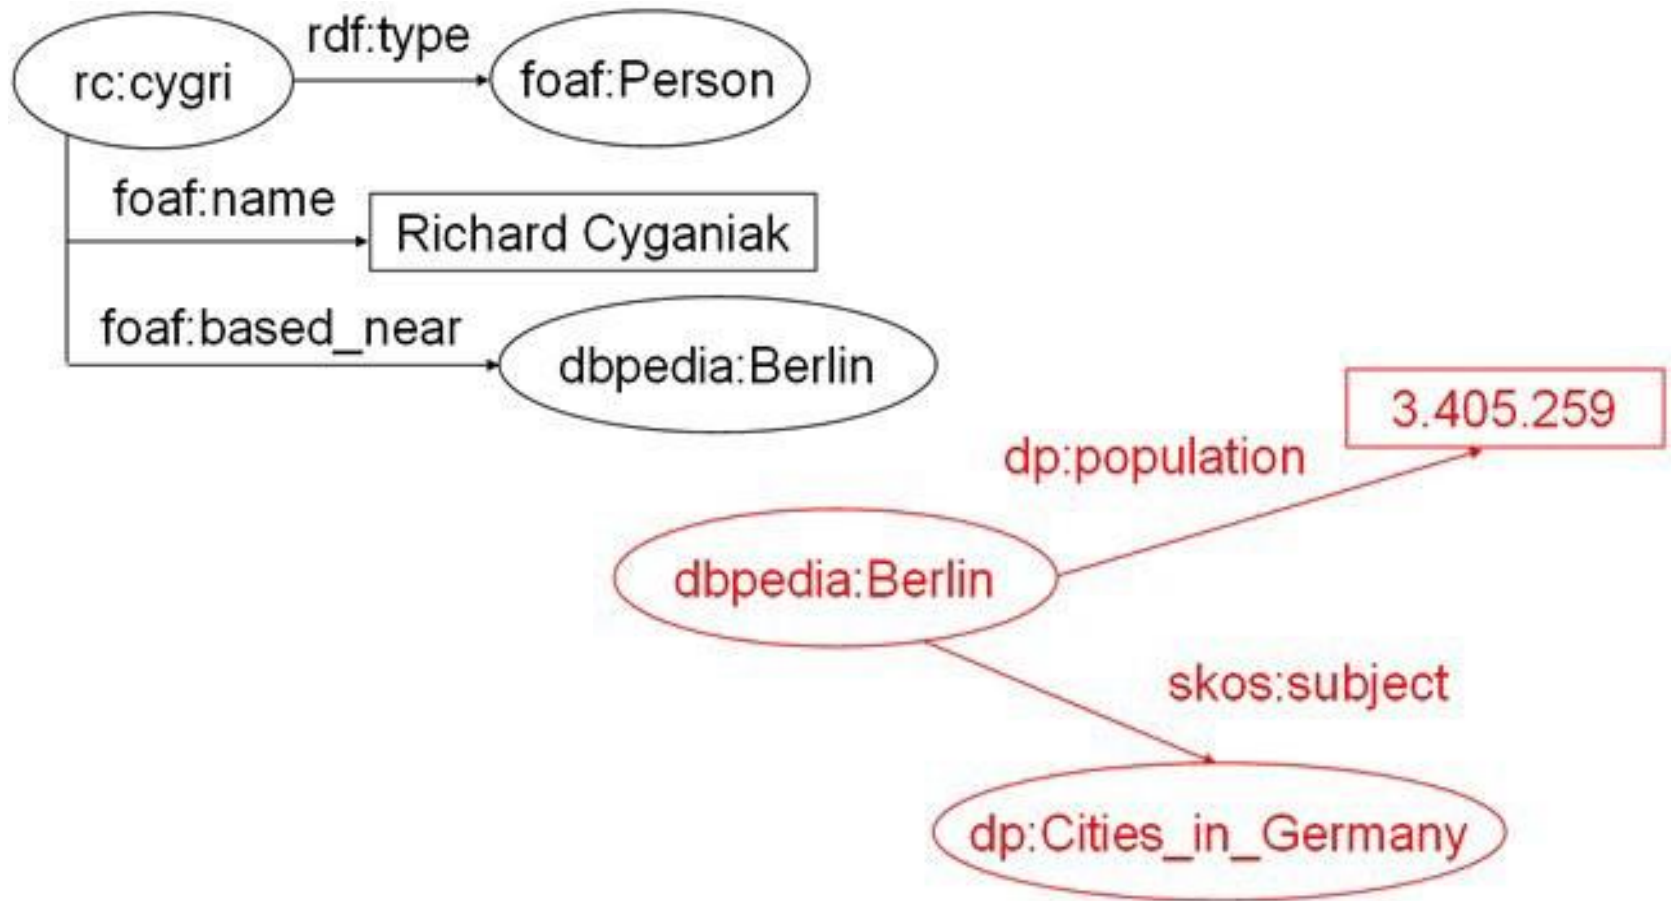 rdf:type
rc:cygri
foaf:Person
foaf:name
Richard Cyganiak
foaf:based_near
dbpedia:Berlin
3.405.259
dp:population
dbpedia:Berlin
skos:subject
dp:Cities_in_Germany